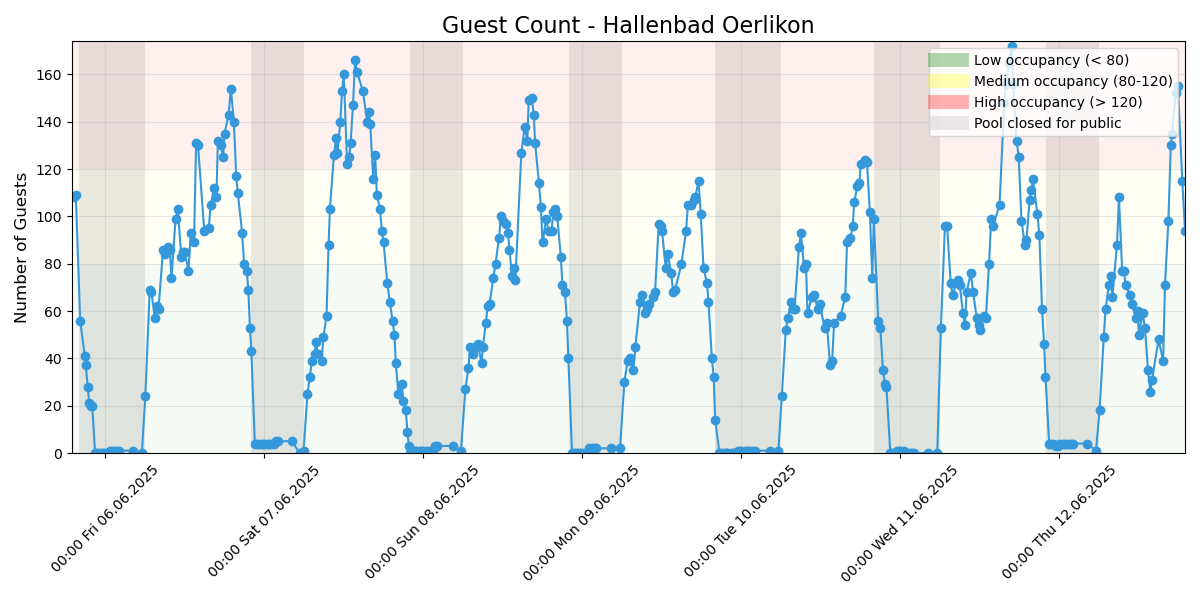 Guest Count - Hallenbad Oerlikon
Number of Guests
160
140
120
100
80
60
40
20
0
Low occupancy (< 80)
Medium occupancy (80-120)
High occupancy (> 120)
Pool closed for public
00:00 Fri 06.06.2025
00:00 Sat 07.06.2025
00:00 Sun 08.06.2025
00:00 Mon 09.06.2025
00:00 Tue 10.06.2025
00:00 Wed 11.06.2025
00:00 Thu 12.06.2025